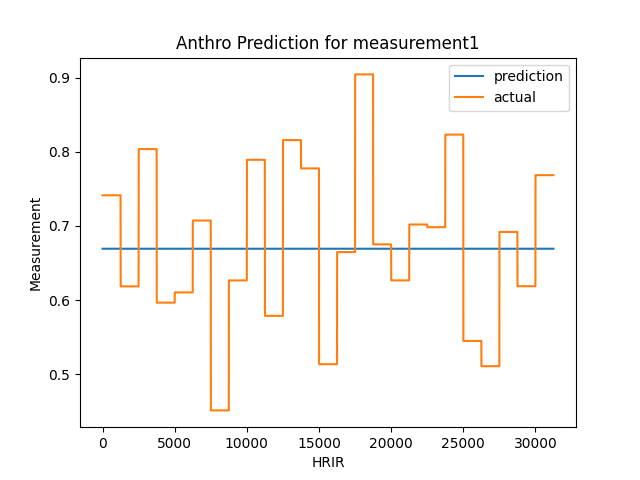 Anthro Prediction for measurement1
prediction
actual
Measurement
0.9
0.8
0.7
0.6
0.5
0 5000 10000 15000 20000 25000 30000
HRIR